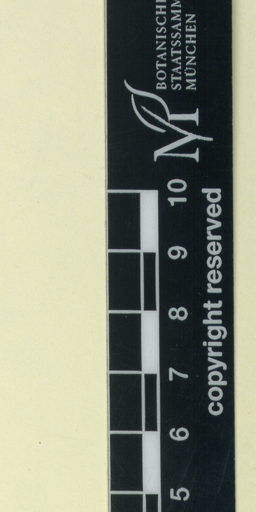 BOTANISCH
STAATSSAMM
MÜNCHEN
10
9
8
7
6
5
copyright reserved